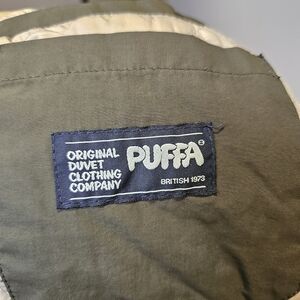 ORIGINAL
DUVET
CLOTHING
COMPANY
PUFFA®
BRITISH 1973